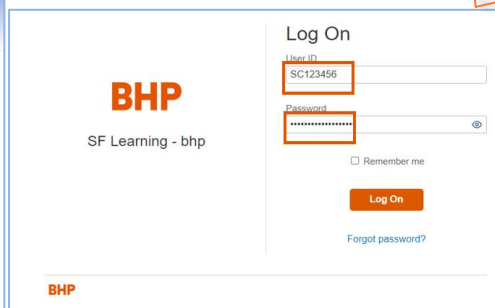 Log On
User ID
SC123456
Password
BHP
SF Learning - bhp
Remember me
Log On
Forgot password?
BHP